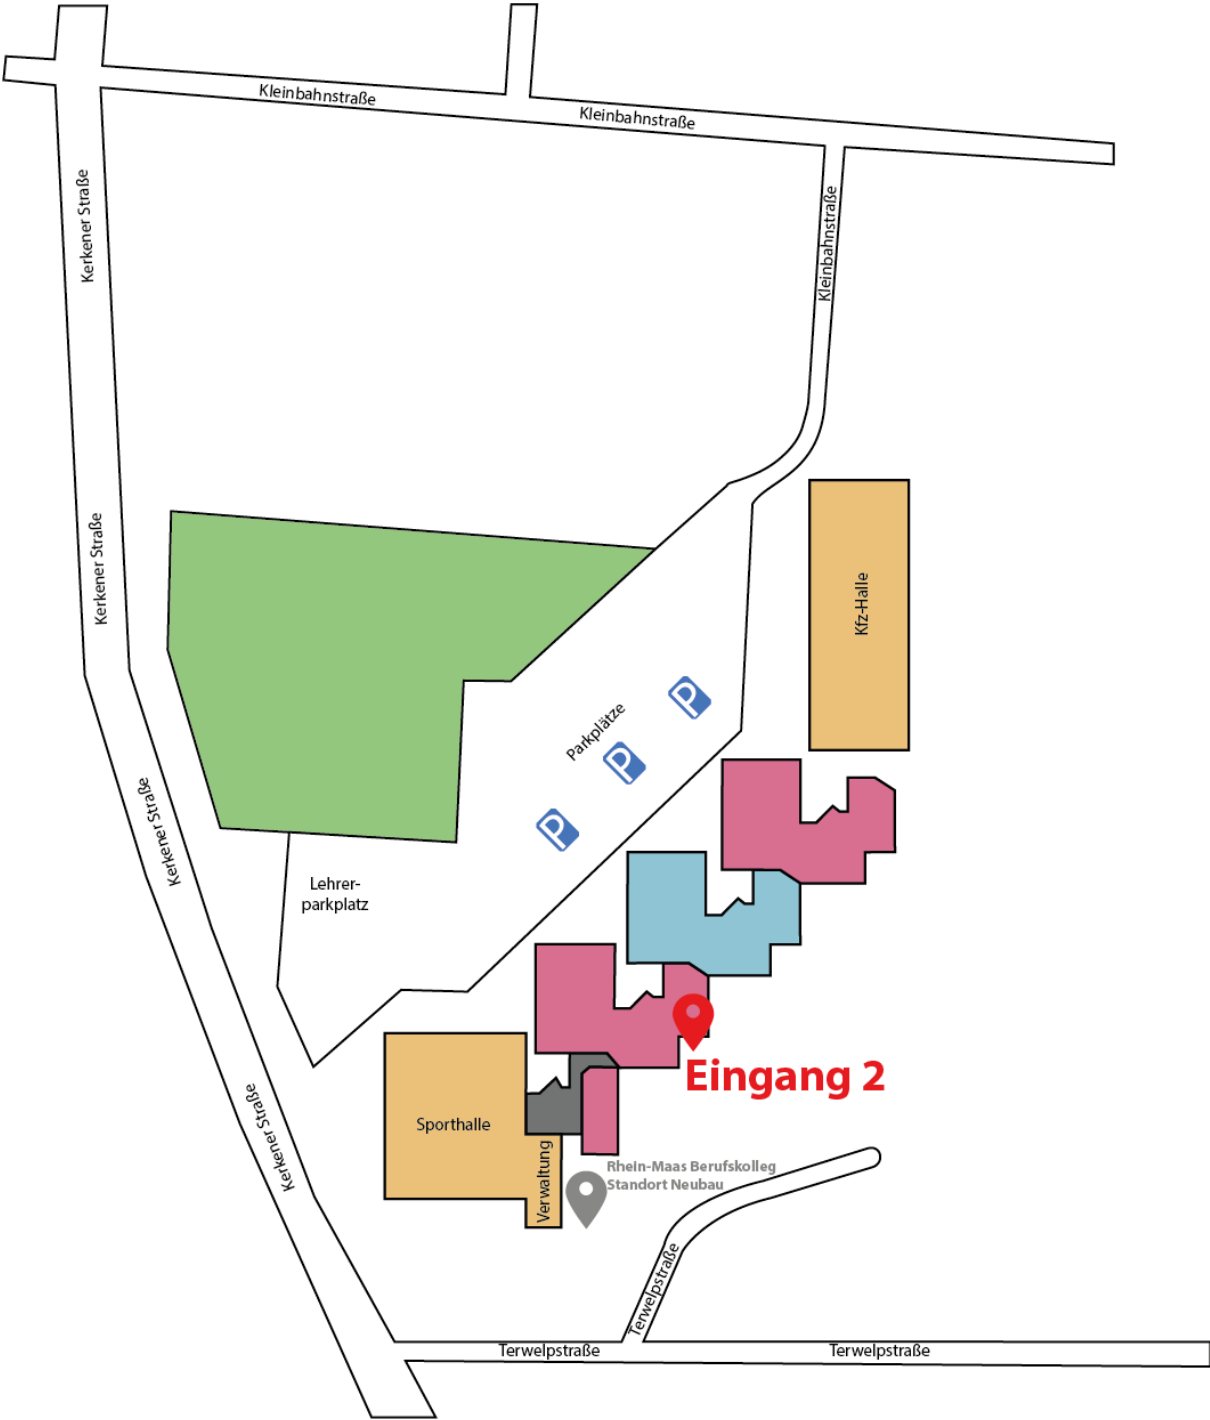 Kleinbahnstraße
Kleinbahnstraße
Kerkener Straße
Kleinbahnstraße
Kerkener Straße
Kfz-Halle
Parkplätze
P
P
P
Kerkener Straße
Lehrer-
parkplatz
Eingang 2
Sporthalle
Kerkener Straße
Verwaltung
Rhein-Maas Berufskolleg
Standort Neubau
Terwelpstraße
Terwelpstraße
Terwelpstraße